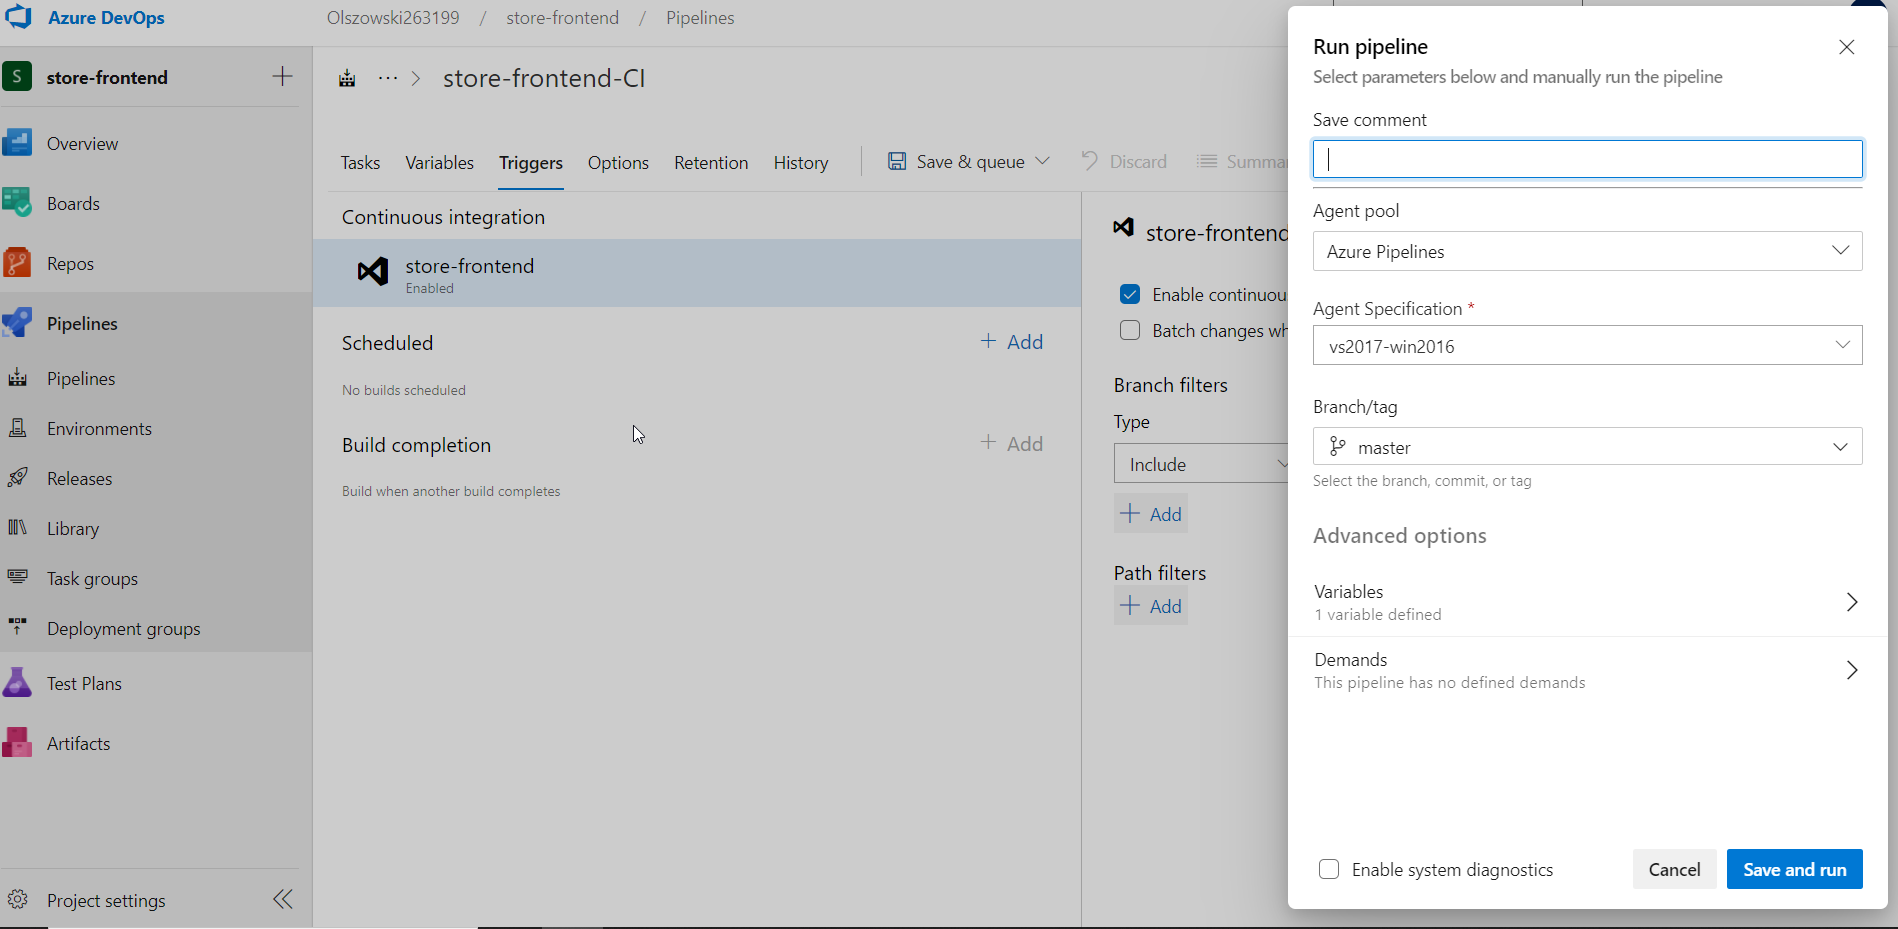 Azure DevOps
Olszowski263199 / store-frontend / Pipelines
S store-frontend
Overview
Boards
Repos
Pipelines
Pipelines
Environments
Releases
Library
Task groups
Deployment groups
Test Plans
Artifacts
Project settings
··· > store-frontend-CI
Tasks Variables Triggers Options Retention History Save & queue Discard
Continuous integration
store-frontend
Enabled
Scheduled + Add
No builds scheduled
Build completion + Add
Build when another build completes
store-frontend
Enable
Batch changes
Branch filters
Type
Include
+ Add
Path filters
+ Add
Run pipeline
Select parameters below and manually run the pipeline
Save comment
Agent pool
Azure Pipelines
Agent Specification *
vs2017-win2016
Branch/tag
master
Select the branch, commit, or tag
Advanced options
Variables
1 variable defined
Demands
This pipeline has no defined demands
Enable system diagnostics Cancel Save and run